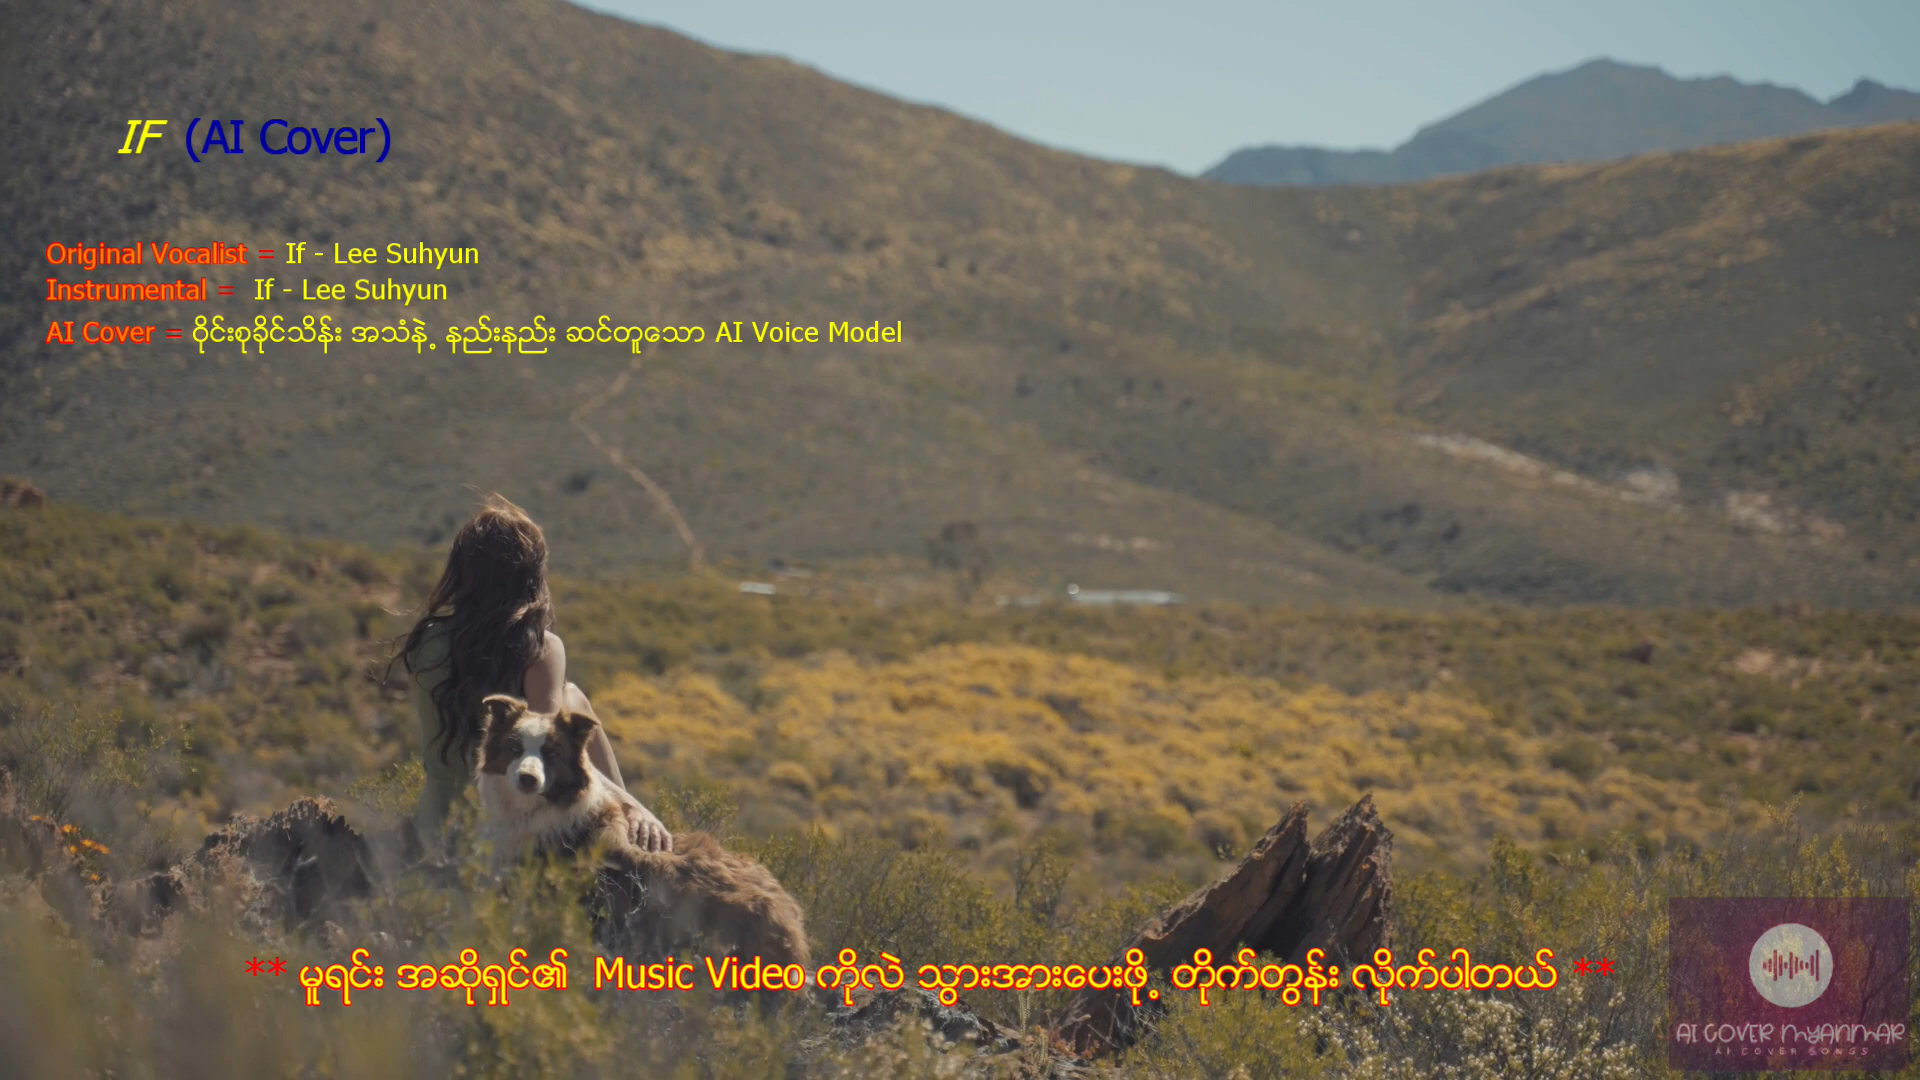 IF (AI Cover)
Original Vocalist = If - Lee Suhyun
Instrumental = If - Lee Suhyun
AI Cover = ဝိုင်းစုခိုင်သိန်း အသံနဲ့ နည်းနည်း ဆင်တူသော AI Voice Model
** မူရင်း အဆိုရှင်၏ Music Video ကိုလဲ သွားအားပေးဖို့ တိုက်တွန်း လိုက်ပါတယ် **
AI COVER MYANMAR
AI COVER SONGS